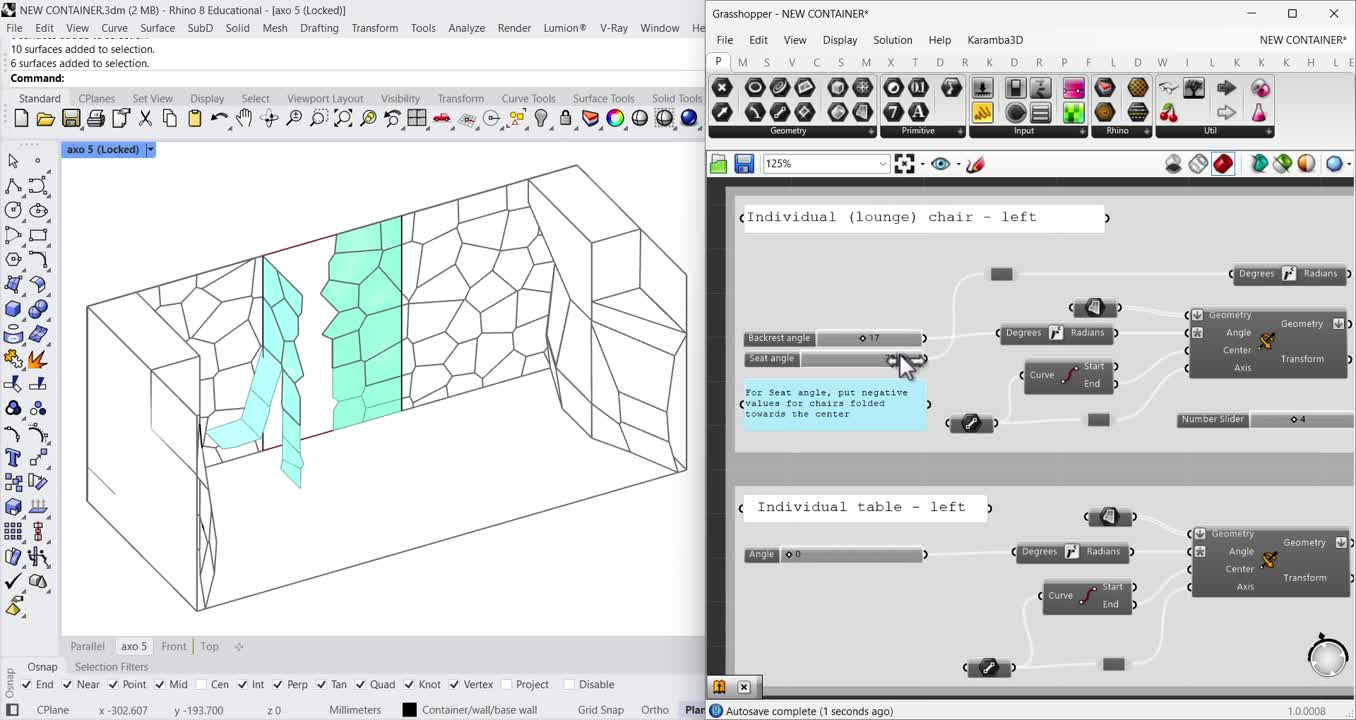 NEW CONTAINER.3dm (2 MB) - Rhino 8 Educational - [axo 5 (Locked)]
File Edit View Curve Surface SubD Solid Mesh Drafting Transform Tools Analyze Render Lumion® V-Ray Window Help
10 surfaces added to selection.
6 surfaces added to selection.
Command:
Standard CPlanes Set View Display Select Viewport Layout Visibility Transform Curve Tools Surface Tools Solid Tools
axo 5 (Locked)
Parallel axo 5 Front Top
Osnap Selection Filters
Osnap
End Near Point Mid Cen Int Perp Tan Quad Knot Vertex Project Disable
CPlane x -302.607 y -193.700 z 0 Millimeters Container/wall/base wall Grid Snap Ortho
Grasshopper - NEW CONTAINER*
File Edit View Display Solution Help Karamba3D NEW CONTAINER*
P M S V C S M X T D R P K K D R B F L B D W I L K K K L H L E
Geometry Primitive Input Rhino Util
125%
Individual (lounge) chair - left
Degrees Radians
Backrest angle 17
Seat angle
Degrees Radians
Geometry
Angle
Center
Axis
Geometry
Transform
Curve Start
End
For Seat angle, put negative
values for chairs folded
towards the center
Number Slider 4
Individual table - left
Angle 0
Degrees Radians
Geometry
Angle
Center
Axis
Geometry
Transform
Curve Start
End
Autosave complete (1 seconds ago)
1.0.0008